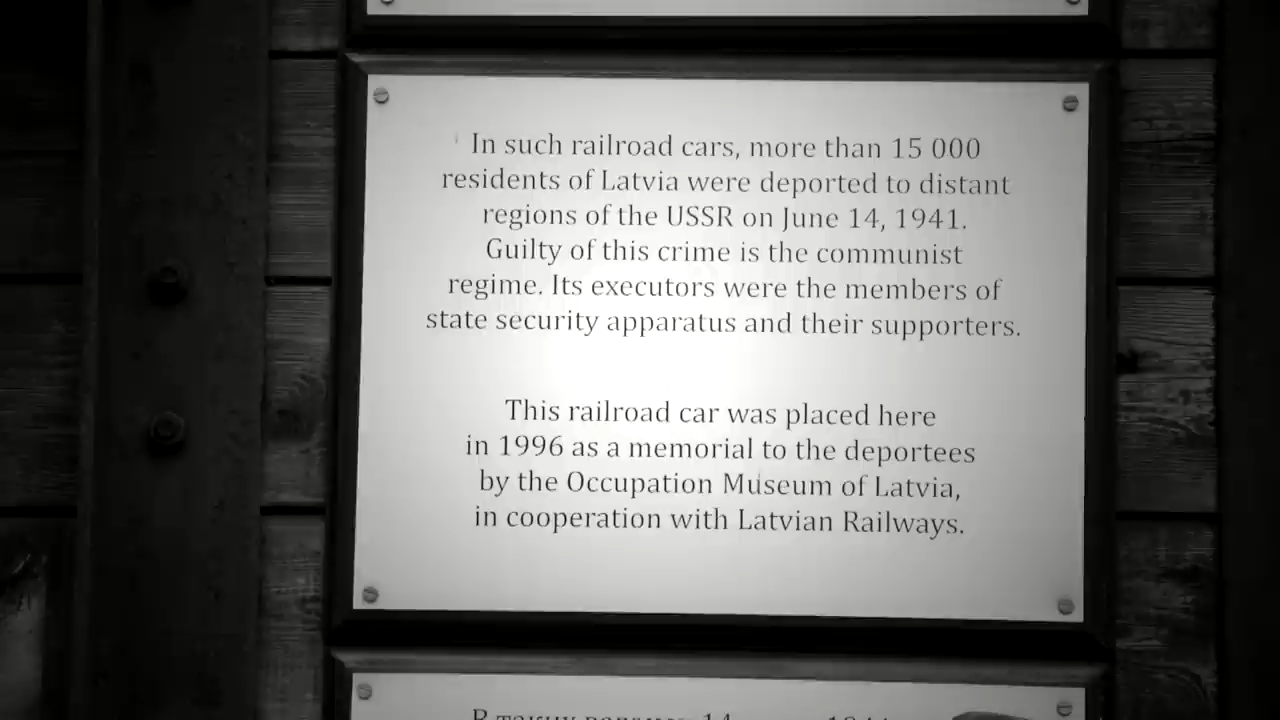 In such railroad cars, more than 15 000
residents of Latvia were deported to distant
regions of the USSR on June 14, 1941.
Guilty of this crime is the communist
regime. Its executors were the members of
state security apparatus and their supporters.
This railroad car was placed here
in 1996 as a memorial to the deportees
by the Occupation Museum of Latvia,
in cooperation with Latvian Railways.